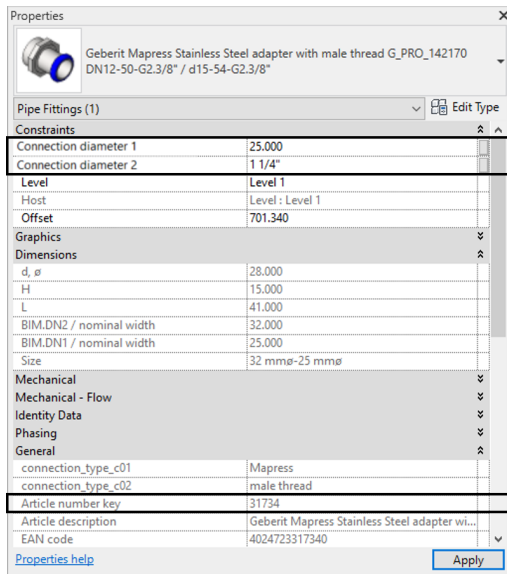 Properties
Geberit Mapress Stainless Steel adapter with male thread G_PRO_142170
DN12-50-G2.3/8" / d15-54-G2.3/8"
Pipe Fittings (1)
Edit Type
Constraints
Connection diameter 1 25.000
Connection diameter 2 1 1/4"
Level Level 1
Host Level : Level 1
Offset 701.340
Graphics
Dimensions
d, ø 28.000
H 15.000
L 41.000
BIM.DN2 / nominal width 32.000
BIM.DN1 / nominal width 25.000
Size 32 mmø-25 mmø
Mechanical
Mechanical - Flow
Identity Data
Phasing
General
connection_type_c01 Mapress
connection_type_c02 male thread
Article number key 31734
Article description Geberit Mapress Stainless Steel adapter wi...
EAN code 4024723317340
Properties help
Apply